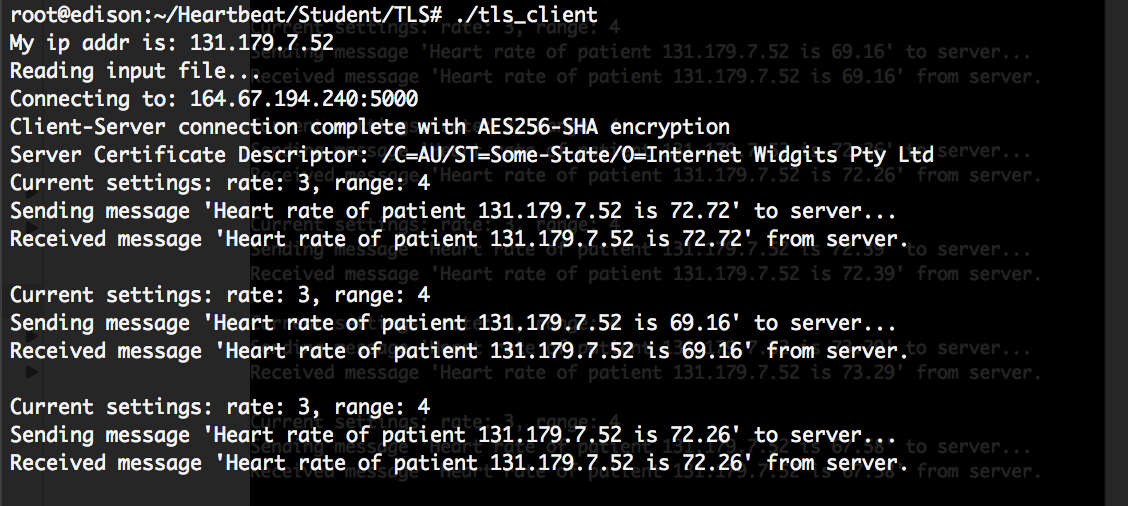 root@edison:~/Heartbeat/Student/TLS# ./tls_client
My ip addr is: 131.179.7.52
Reading input file...
Connecting to: 164.67.194.240:5000
Client-Server connection complete with AES256-SHA encryption
Server Certificate Descriptor: /C=AU/ST=Some-State/O=Internet Widgits Pty Ltd
Current settings: rate: 3, range: 4
Sending message 'Heart rate of patient 131.179.7.52 is 72.72' to server...
Received message 'Heart rate of patient 131.179.7.52 is 72.72' from server.
Current settings: rate: 3, range: 4
Sending message 'Heart rate of patient 131.179.7.52 is 69.16' to server...
Received message 'Heart rate of patient 131.179.7.52 is 69.16' from server.
Current settings: rate: 3, range: 4
Sending message 'Heart rate of patient 131.179.7.52 is 72.26' to server...
Received message 'Heart rate of patient 131.179.7.52 is 72.26' from server.